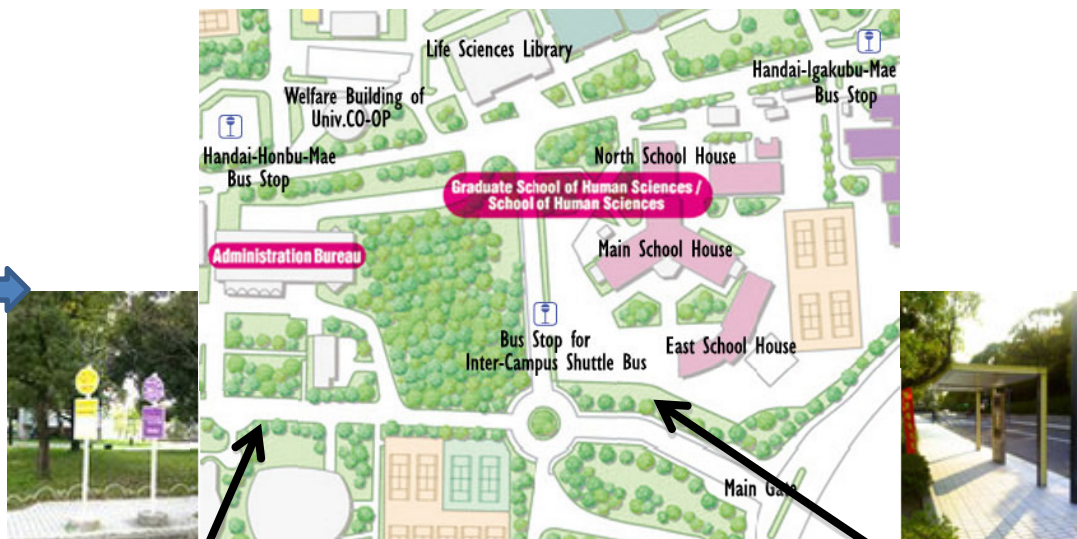 Life Sciences Library
Handai-Igakubu-Mae
Bus Stop
Welfare Building of
Univ.CO-OP
Handai-Honbu-Mae
Bus Stop
North School House
Graduate School of Human Sciences /
School of Human Sciences
Main School House
Administration Bureau
Bus Stop for
Inter-Campus Shuttle Bus
East School House
Main Gate